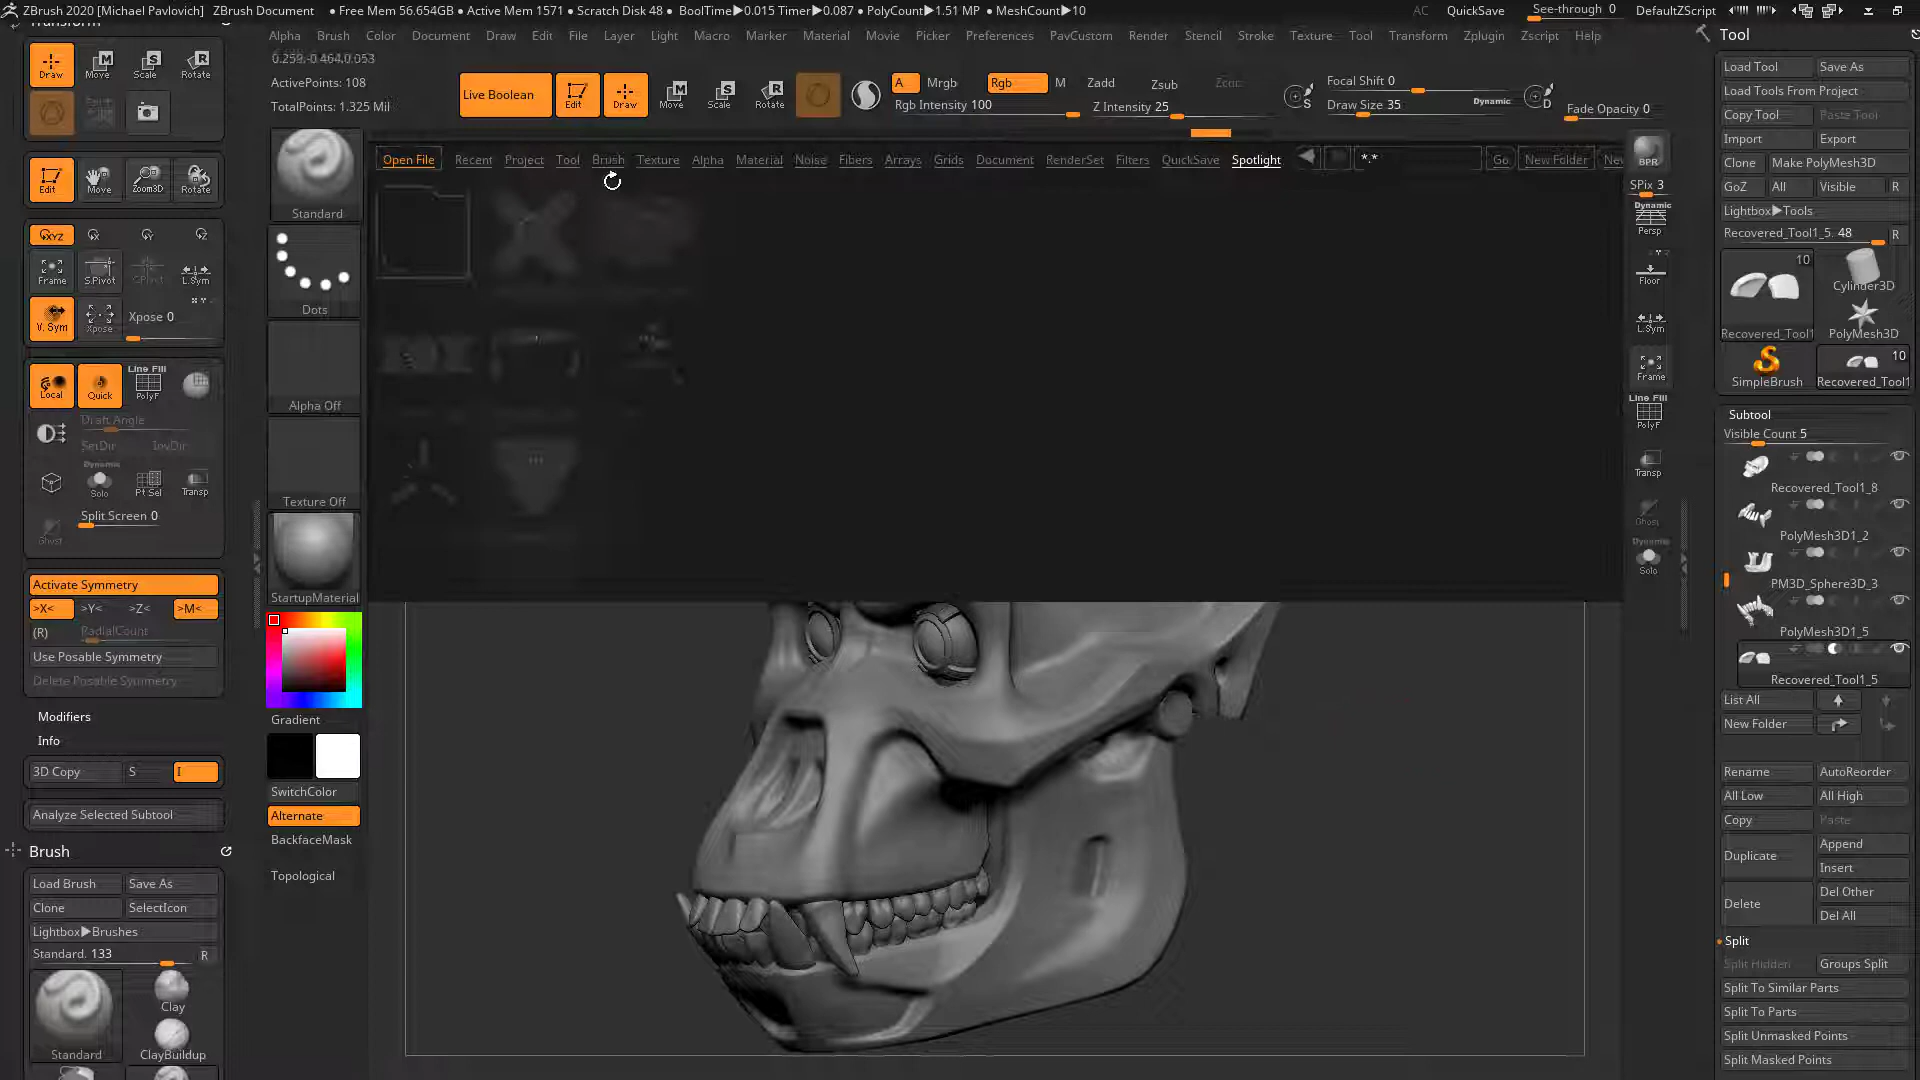 ZBrush 2020 [Michael Pavlovich] ZBrush Document • Free Mem 56.654GB • Active Mem 1571 • Scratch Disk 48 • BoolTime▶0.015 Timer▶0.087 • PolyCount▶1.51 MP • MeshCount▶10 AC QuickSave See-through 0 DefaultZScript
Alpha Brush Color Document Draw Edit File Layer Light Macro Marker Material Movie Picker Preferences PavCustom Render Stencil Stroke Texture Tool Transform Zplugin Zscript Help
0.259,-0.464,0.053
ActivePoints: 108
TotalPoints: 1.325 Mil
Live Boolean
Edit
Draw
Move
Scale
Rotate
A Mrgb Rgb M Zadd Zsub
Rgb Intensity 100 Z Intensity 25
S
Focal Shift 0
Draw Size 35 Dynamic
D
Fade Opacity 0
Open File Recent Project Tool Brush Texture Alpha Material Noise Fibers Arrays Grids Document RenderSet Filters QuickSave Spotlight *.* Go New Folder New
Draw Move Scale Rotate
Edit Move Zoom3D Rotate
XYZ
Frame S.Pivot L.Sym
V. Sym Xpose Xpose 0
Local Quick Line Fill PolyF
Draft Angle
SelDir InvDir
Dynamic
Solo Pt Sel Transp
Split Screen 0
Ghost
Activate Symmetry
>X< >Y< >Z< >M<
(R) RadialCount
Use Posable Symmetry
Delete Posable Symmetry
Modifiers
Info
3D Copy S I
Analyze Selected Subtool
Brush
Load Brush Save As
Clone SelectIcon
Lightbox▶Brushes
Standard. 133 R
Clay
Standard ClayBuildup
Standard
Dots
Alpha Off
Texture Off
StartupMaterial
Gradient
SwitchColor
Alternate
BackfaceMask
Topological
BPR
SPix 3
Dynamic
Persp
Floor
L.Sym
Frame
Line Fill
PolyF
Transp
Ghost
Dynamic
Solo
Tool
Load Tool Save As
Load Tools From Project
Copy Tool Paste Tool
Import Export
Clone Make PolyMesh3D
GoZ All Visible R
Lightbox▶Tools
Recovered_Tool1_5. 48 R
10
Cylinder3D
Recovered_Tool1 PolyMesh3D
10
SimpleBrush Recovered_Tool1
Subtool
Visible Count 5
Recovered_Tool1_8
PolyMesh3D1_2
PM3D_Sphere3D_3
PolyMesh3D1_5
Recovered_Tool1_5
List All
New Folder
Rename AutoReorder
All Low All High
Copy Paste
Duplicate Append
Insert
Delete Del Other
Del All
Split
Split Hidden Groups Split
Split To Similar Parts
Split To Parts
Split Unmasked Points
Split Masked Points